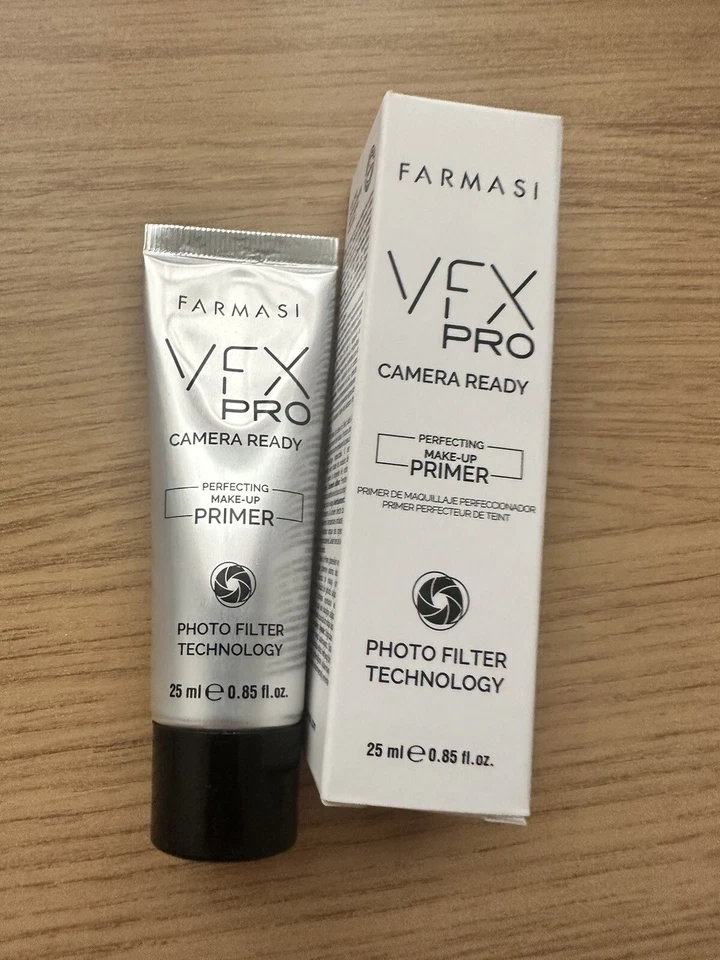 FARMASI
VFX
PRO
CAMERA READY
PERFECTING
MAKE-UP
PRIMER
PHOTO FILTER
TECHNOLOGY
25 ml ℮ 0.85 fl.oz.
FARMASI
VFX
PRO
CAMERA READY
PERFECTING
MAKE-UP
PRIMER
PRIMER DE MAQUILLAJE PERFECCIONADOR
PRIMER PERFECTEUR DE TEINT
PHOTO FILTER
TECHNOLOGY
25 ml ℮ 0.85 fl.oz.